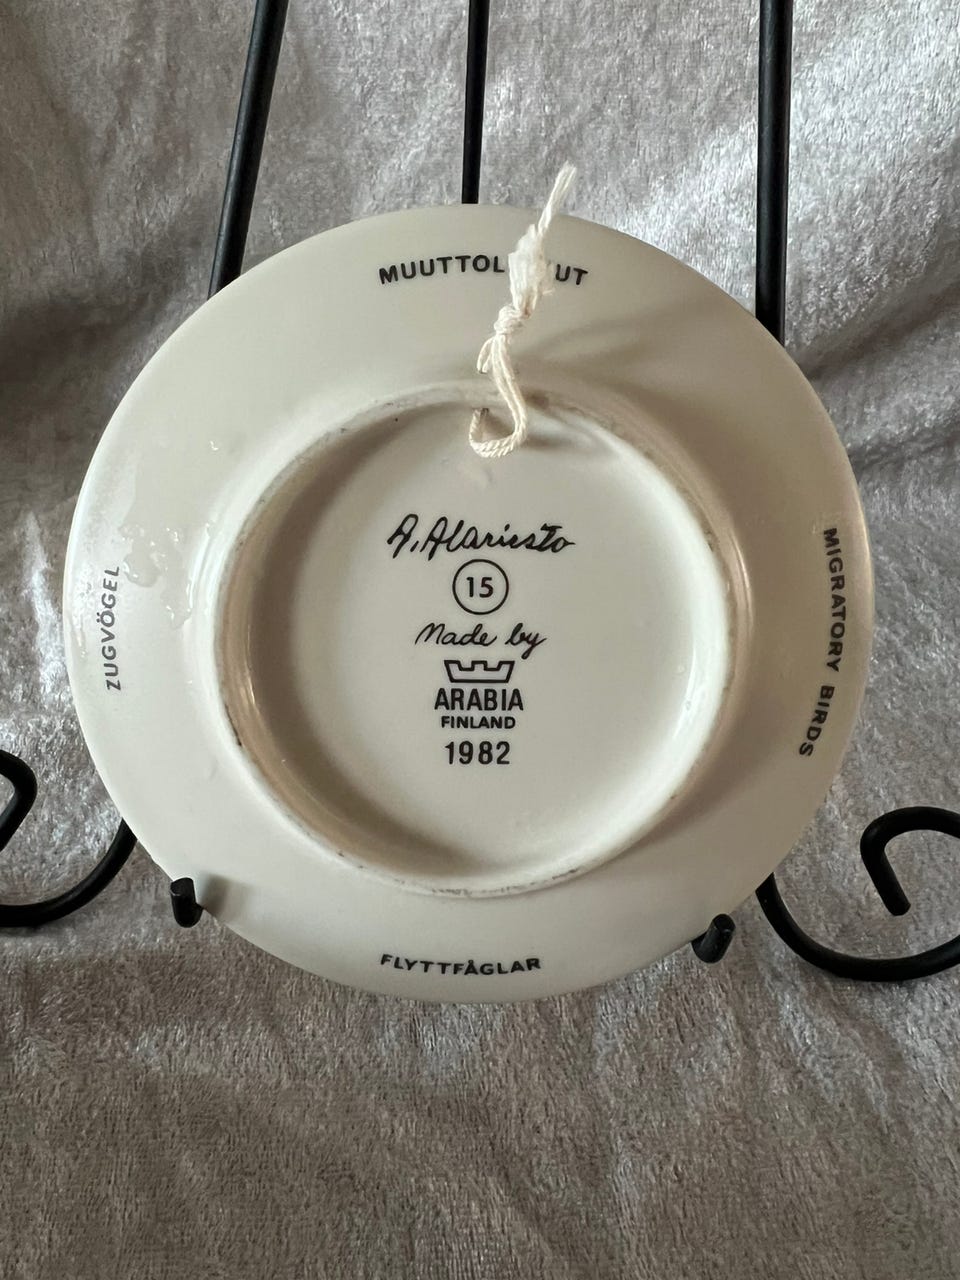 A. Alariesto
15
Made by
ARABIA
FINLAND
1982
MIGRATORY BIRDS
FLYTTFÅGLAR
ZUGVÖGEL